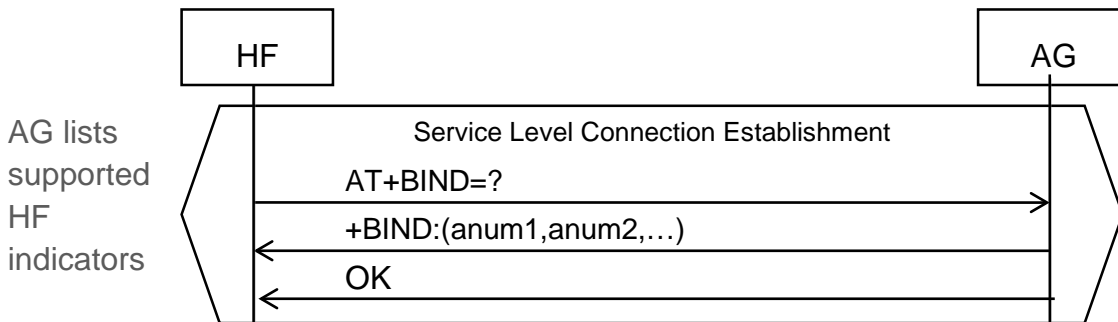 HF
AG
AG lists
supported
HF
indicators
Service Level Connection Establishment
AT+BIND=?
+BIND:(anum1,anum2,…)
OK